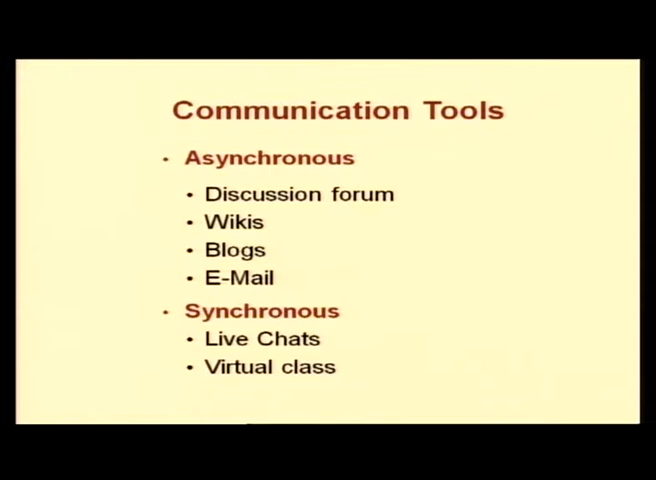 Communication Tools
• Asynchronous
• Discussion forum
• Wikis
• Blogs
• E-Mail
• Synchronous
• Live Chats
• Virtual class